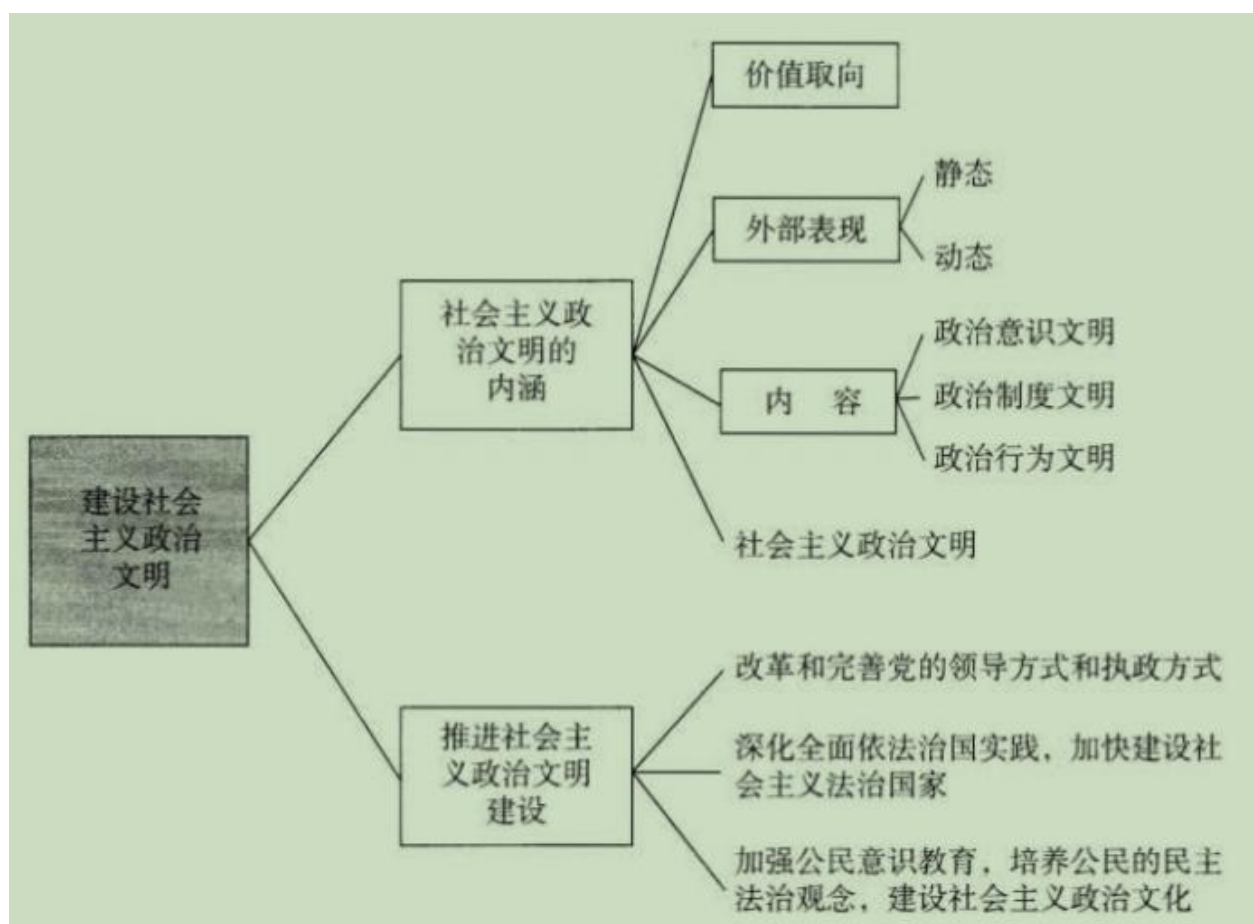 建设社会
主义政治
文明
社会主义政
治文明的
内涵
价值取向
外部表现
静态
动态
内 容
政治意识文明
政治制度文明
政治行为文明
社会主义政治文明
推进社会主
义政治文明
建设
改革和完善党的领导方式和执政方式
深化全面依法治国实践，加快建设社
会主义法治国家
加强公民意识教育，培养公民的民主
法治观念，建设社会主义政治文化